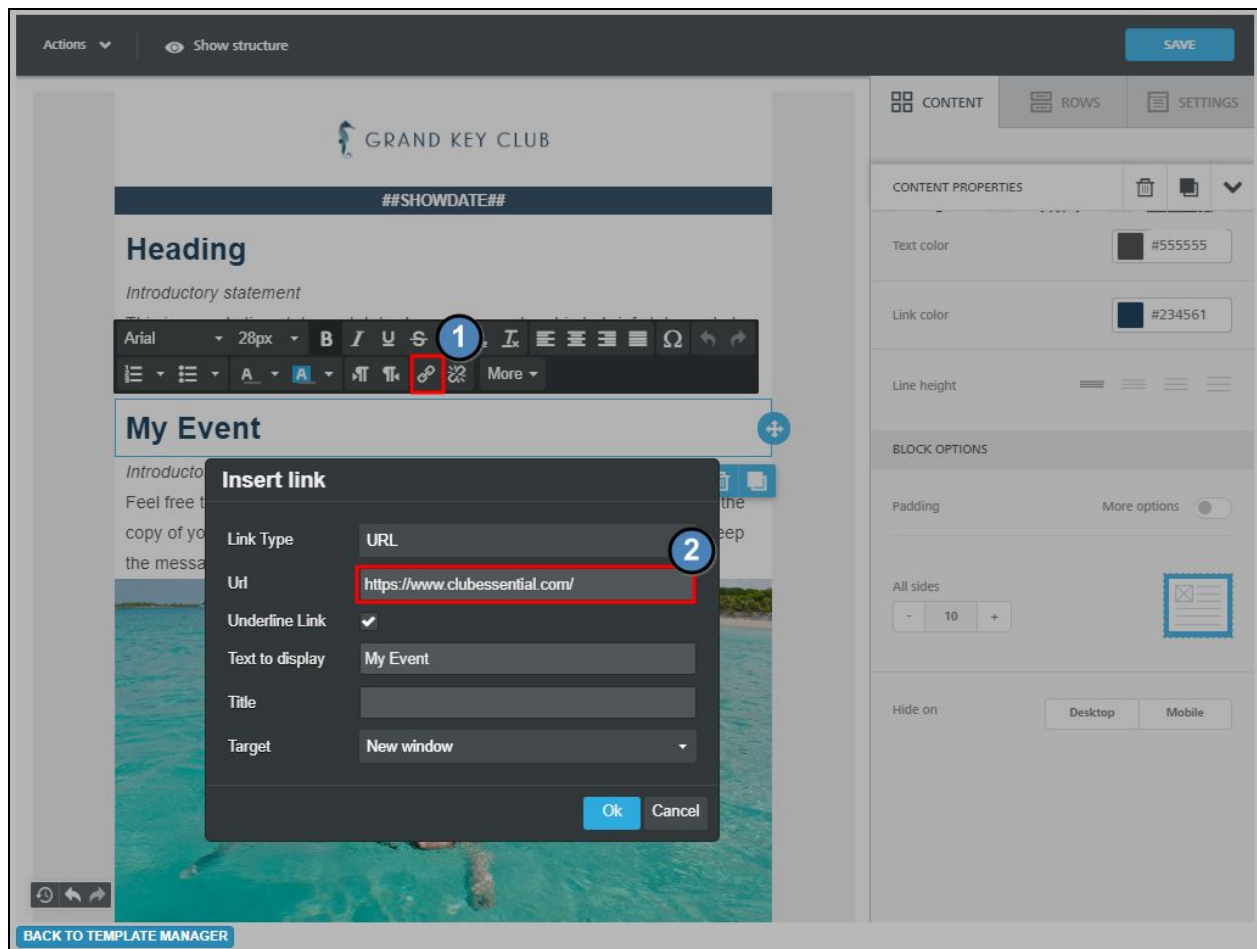 Actions
Show structure
SAVE
GRAND KEY CLUB
##SHOWDATE##
Heading
Introductory statement
Arial
28px
B I U S
1
More
My Event
Introducto
Feel free t
the
copy of yo
eep
the messa
Insert link
Link Type
URL
2
Url
https://www.clubessential.com/
Underline Link
Text to display
My Event
Title
Target
New window
Ok
Cancel
CONTENT
ROWS
SETTINGS
CONTENT PROPERTIES
Text color
#555555
Link color
#234561
Line height
BLOCK OPTIONS
Padding
More options
All sides
- 10 +
Hide on
Desktop
Mobile
BACK TO TEMPLATE MANAGER